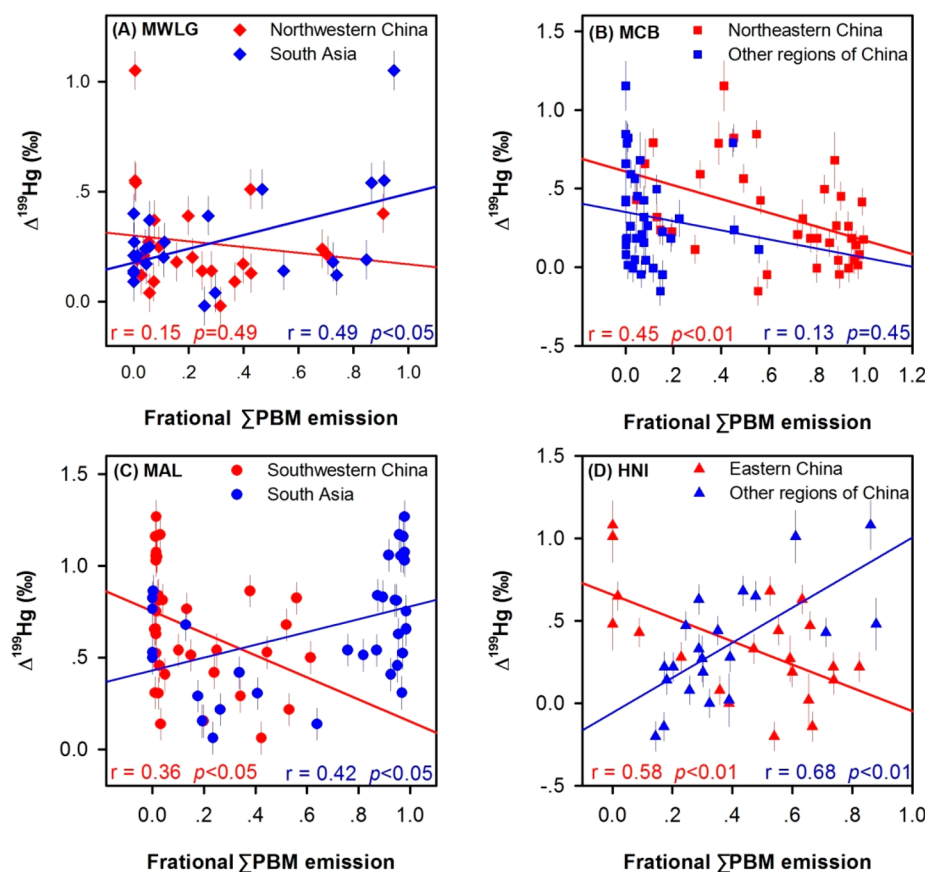 (A) MWLG
Northwestern China
South Asia
1.0
.5
0.0
Δ¹⁹⁹Hg (‰)
r = 0.15 p=0.49
r = 0.49 p<0.05
0.0 .2 .4 .6 .8 1.0
Frational ∑PBM emission
(B) MCB
Northeastern China
Other regions of China
1.5
1.0
.5
0.0
-.5
Δ¹⁹⁹Hg (‰)
r = 0.45 p<0.01
r = 0.13 p=0.45
0.0 .2 .4 .6 .8 1.0 1.2
Frational ∑PBM emission
(C) MAL
Southwestern China
South Asia
1.5
1.0
.5
0.0
Δ¹⁹⁹Hg (‰)
r = 0.36 p<0.05
r = 0.42 p<0.05
0.0 .2 .4 .6 .8 1.0
Frational ∑PBM emission
(D) HNI
Eastern China
Other regions of China
1.5
1.0
.5
0.0
-.5
Δ¹⁹⁹Hg (‰)
r = 0.58 p<0.01
r = 0.68 p<0.01
0.0 .2 .4 .6 .8 1.0
Frational ∑PBM emission